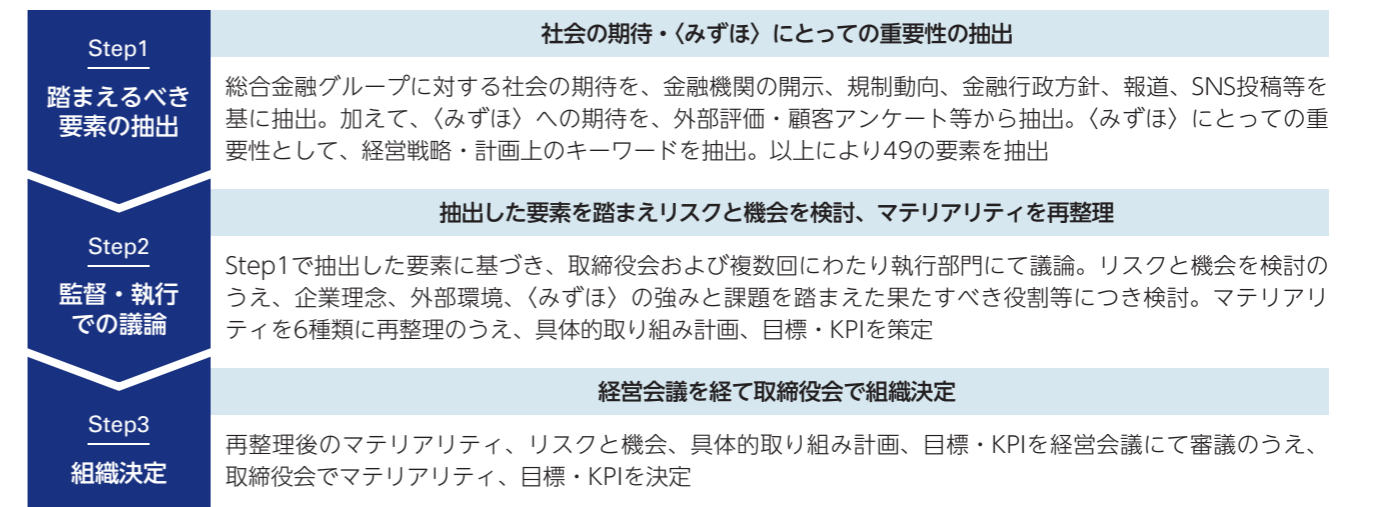 Step1
踏まえるべき
要素の抽出
社会の期待・〈みずほ〉にとっての重要性の抽出
総合金融グループに対する社会の期待を、金融機関の開示、規制動向、金融行政方針、報道、SNS投稿等を
基に抽出。加えて、〈みずほ〉への期待を、外部評価・顧客アンケート等から抽出。〈みずほ〉にとっての重
要性として、経営戦略・計画上のキーワードを抽出。以上により49の要素を抽出
Step2
監督・執行
での議論
抽出した要素を踏まえリスクと機会を検討、マテリアリティを再整理
Step1で抽出した要素に基づき、取締役会および複数回にわたり執行部門にて議論。リスクと機会を検討の
うえ、企業理念、外部環境、〈みずほ〉の強みと課題を踏まえた果たすべき役割等につき検討。マテリアリ
ティを6種類に再整理のうえ、具体的取り組み計画、目標・KPIを策定
Step3
組織決定
経営会議を経て取締役会で組織決定
再整理後のマテリアリティ、リスクと機会、具体的取り組み計画、目標・KPIを経営会議にて審議のうえ、
取締役会でマテリアリティ、目標・KPIを決定